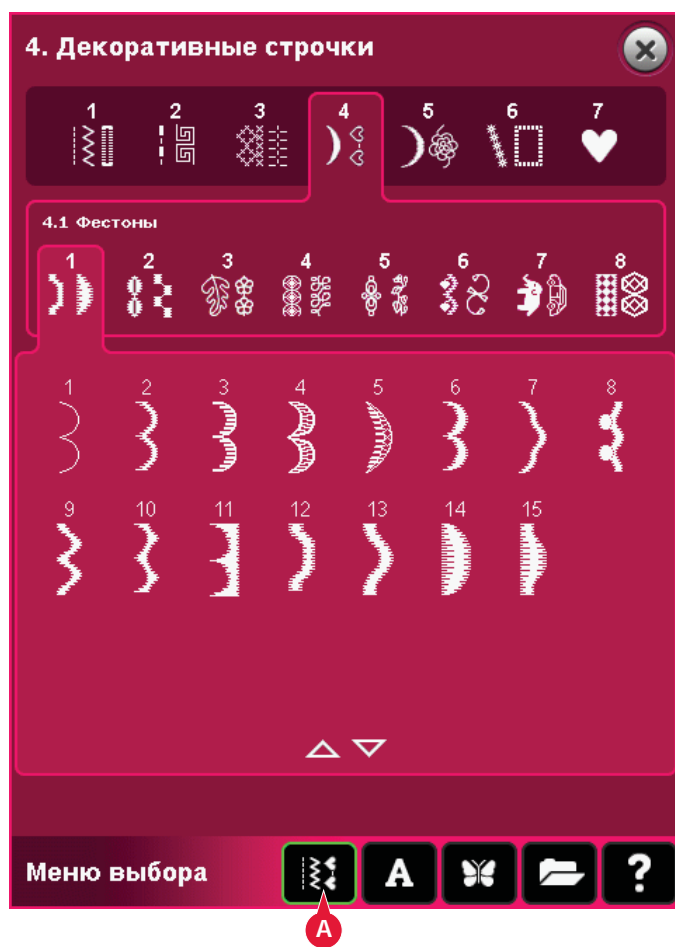 4. Декоративные строчки
1 2 3 4 5 6 7
4.1 Фестоны
1 2 3 4 5 6 7 8
1 2 3 4 5 6 7 8
9 10 11 12 13 14 15
Меню выбора A ?
A